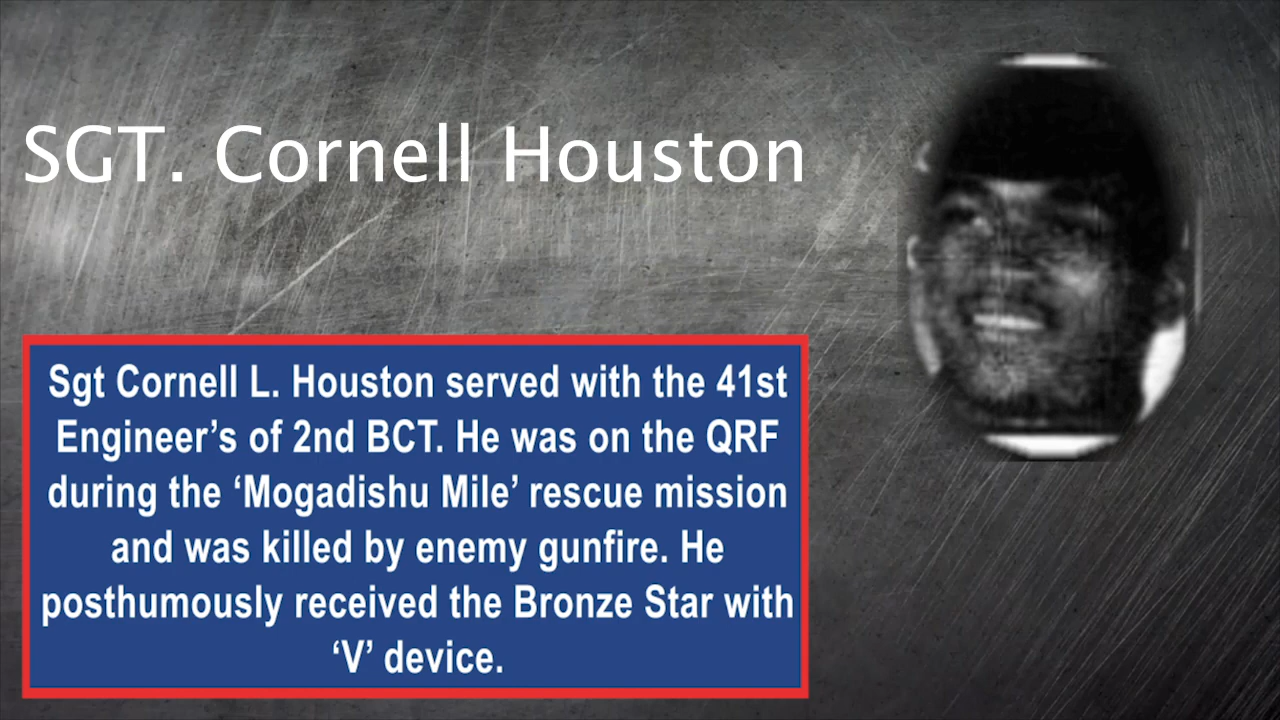 SGT. Cornell Houston
Sgt Cornell L. Houston served with the 41st
Engineer’s of 2nd BCT. He was on the QRF
during the ‘Mogadishu Mile’ rescue mission
and was killed by enemy gunfire. He
posthumously received the Bronze Star with
‘V’ device.